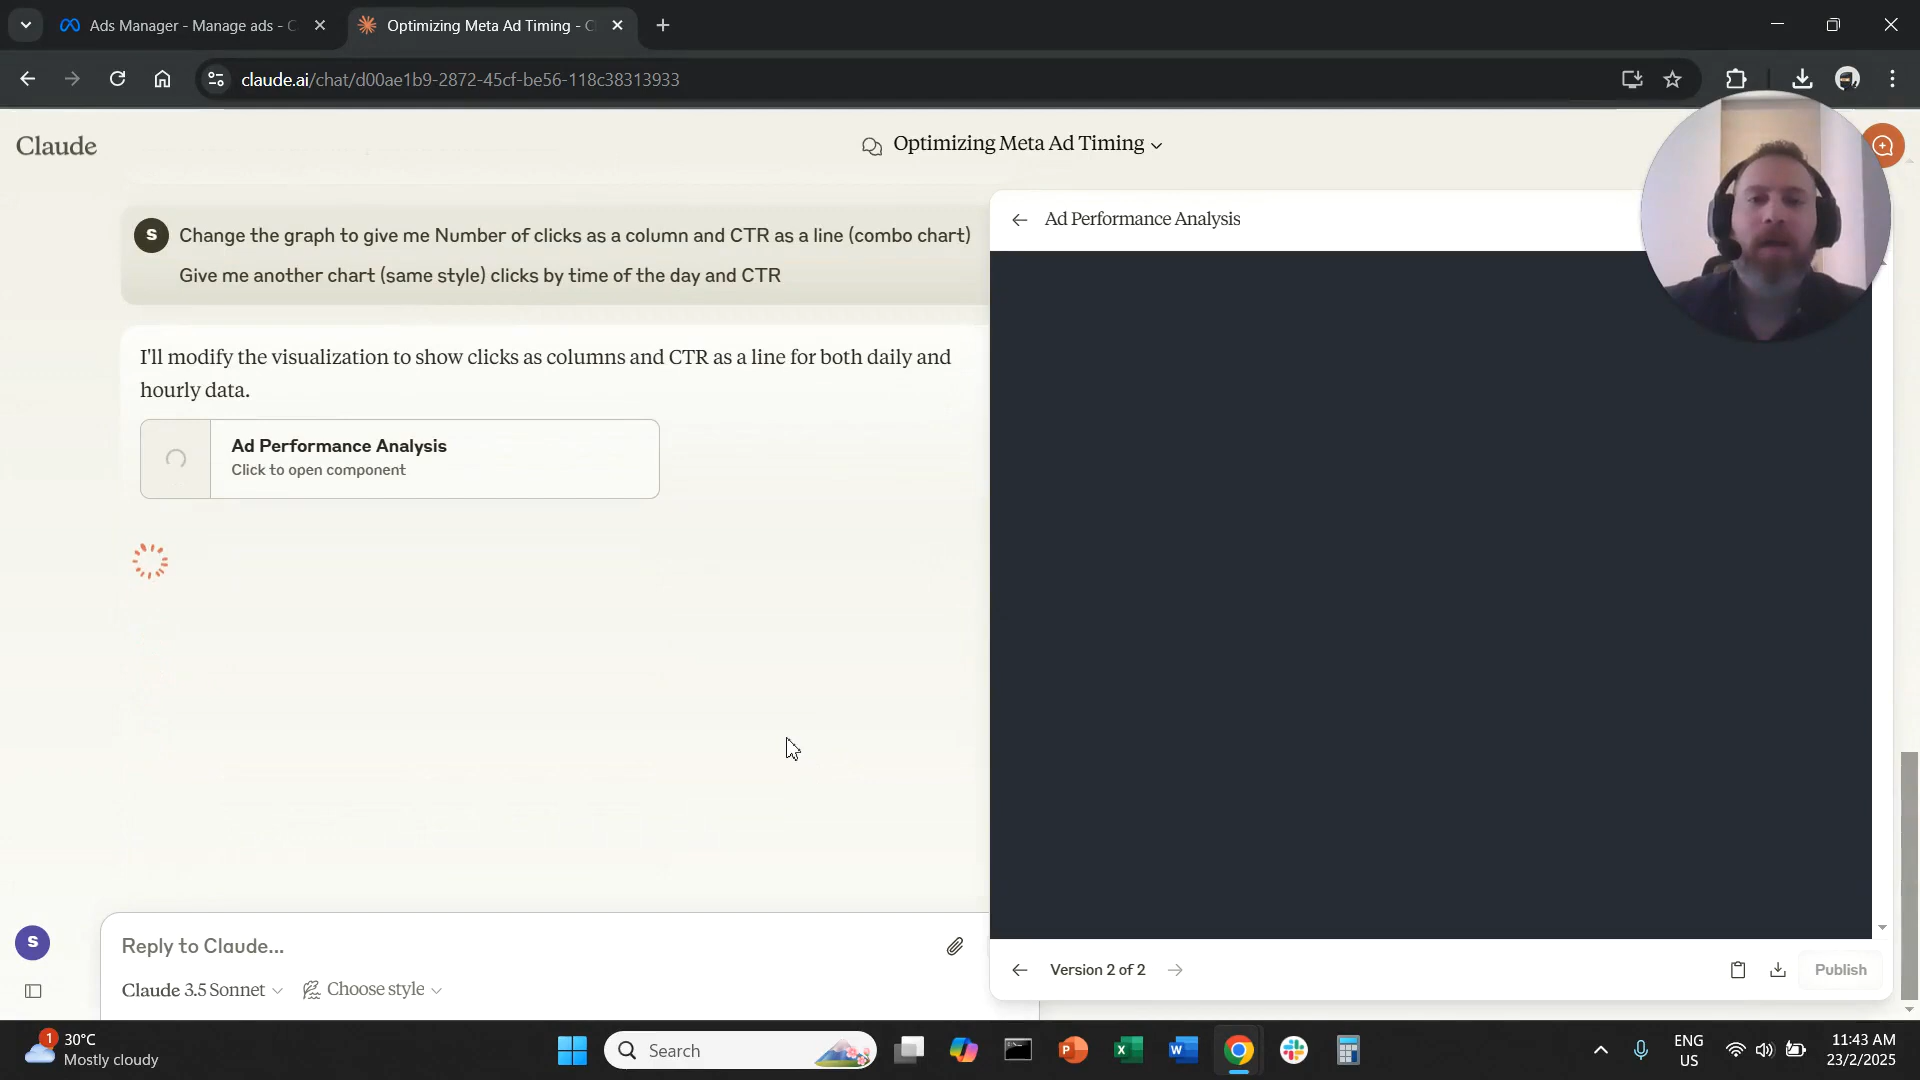 Ads Manager - Manage ads - C
Optimizing Meta Ad Timing - C
claude.ai/chat/d00ae1b9-2872-45cf-be56-118c38313933
Claude
Optimizing Meta Ad Timing
S
Change the graph to give me Number of clicks as a column and CTR as a line (combo chart)
Give me another chart (same style) clicks by time of the day and CTR
I'll modify the visualization to show clicks as columns and CTR as a line for both daily and
hourly data.
Ad Performance Analysis
Click to open component
Ad Performance Analysis
S
Reply to Claude...
Claude 3.5 Sonnet
Choose style
Version 2 of 2
Publish
1
30°C
Mostly cloudy
Search
ENG
US
11:43 AM
23/2/2025